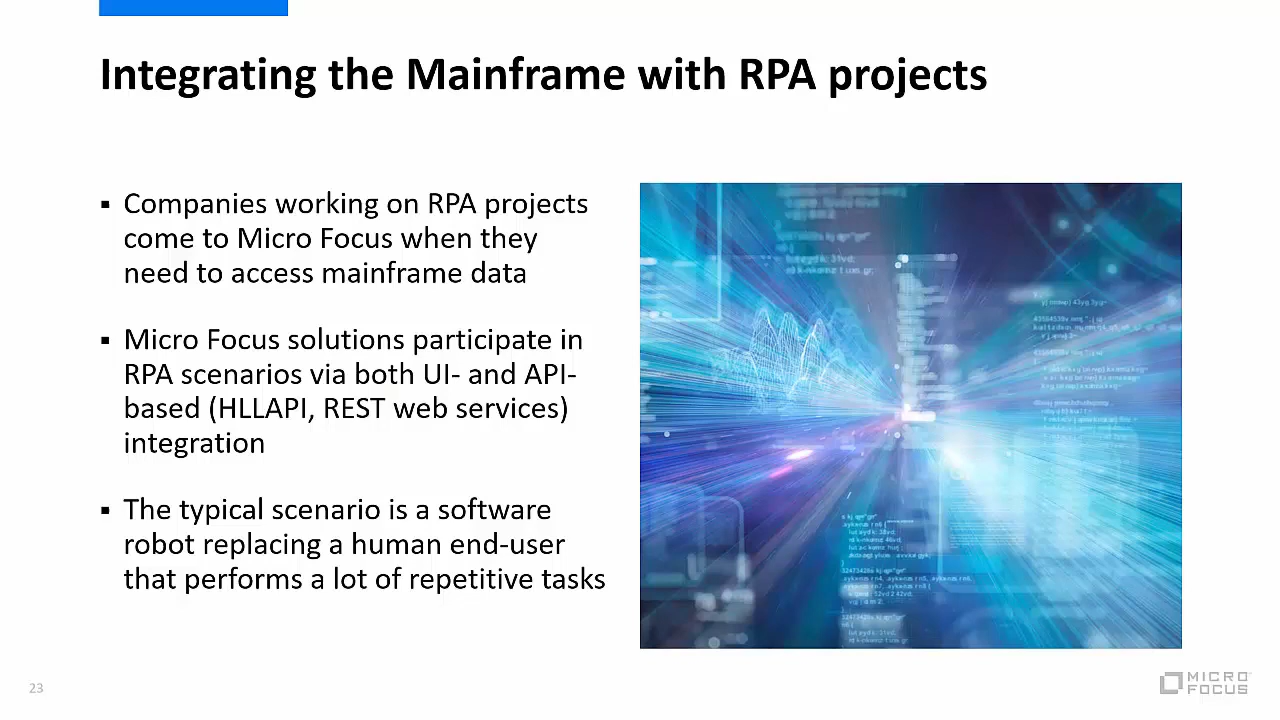 Integrating the Mainframe with RPA projects
▪ Companies working on RPA projects
come to Micro Focus when they
need to access mainframe data
▪ Micro Focus solutions participate in
RPA scenarios via both UI- and API-
based (HLLAPI, REST web services)
integration
▪ The typical scenario is a software
robot replacing a human end-user
that performs a lot of repetitive tasks
23
MICRO
FOCUS